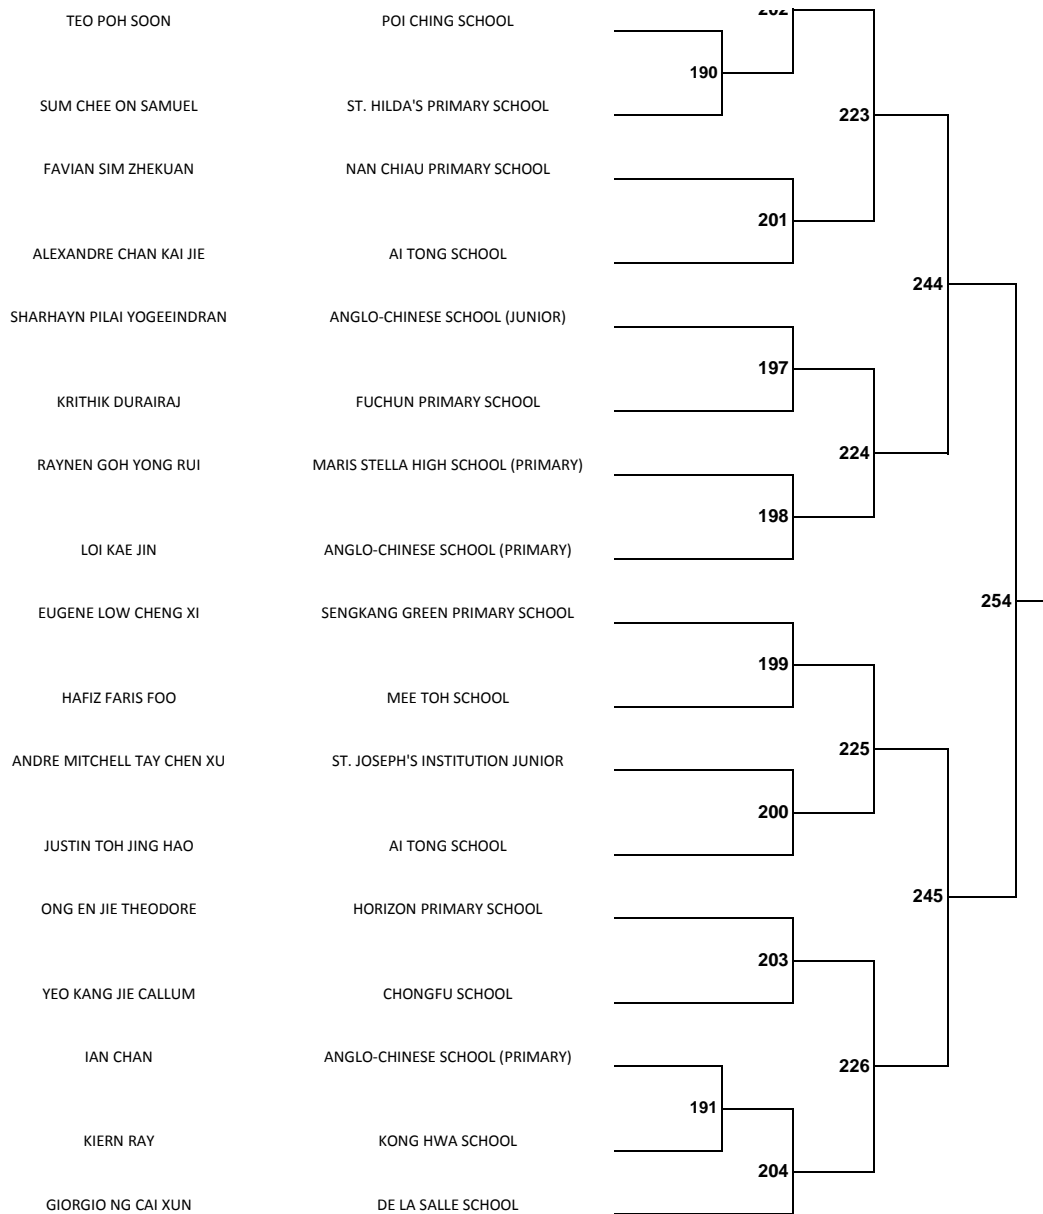 TEO POH SOON POI CHING SCHOOL
190
SUM CHEE ON SAMUEL ST. HILDA'S PRIMARY SCHOOL
223
FAVIAN SIM ZHEKUAN NAN CHIAU PRIMARY SCHOOL
201
ALEXANDRE CHAN KAI JIE AI TONG SCHOOL
244
SHARHAYN PILAI YOGEEINDRAN ANGLO-CHINESE SCHOOL (JUNIOR)
197
KRITHIK DURAIRAJ FUCHUN PRIMARY SCHOOL
224
RAYNEN GOH YONG RUI MARIS STELLA HIGH SCHOOL (PRIMARY)
198
LOI KAE JIN ANGLO-CHINESE SCHOOL (PRIMARY)
254
EUGENE LOW CHENG XI SENGKANG GREEN PRIMARY SCHOOL
199
HAFIZ FARIS FOO MEE TOH SCHOOL
225
ANDRE MITCHELL TAY CHEN XU ST. JOSEPH'S INSTITUTION JUNIOR
200
JUSTIN TOH JING HAO AI TONG SCHOOL
245
ONG EN JIE THEODORE HORIZON PRIMARY SCHOOL
203
YEO KANG JIE CALLUM CHONGFU SCHOOL
IAN CHAN ANGLO-CHINESE SCHOOL (PRIMARY)
226
191
KIERN RAY KONG HWA SCHOOL
204
GIORGIO NG CAI XUN DE LA SALLE SCHOOL